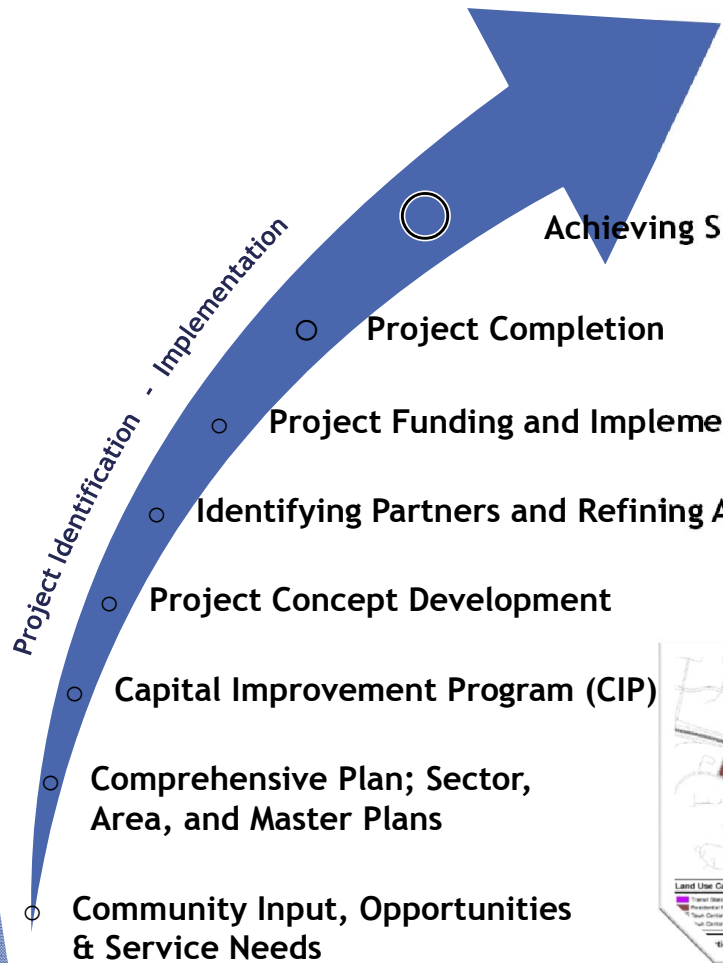 Achieving S
Project Identification - Implementation
Project Completion
Project Funding and Impleme
Identifying Partners and Refining A
Project Concept Development
Capital Improvement Program (CIP)
Comprehensive Plan; Sector,
Area, and Master Plans
Land Use Ca
Community Input, Opportunities
& Service Needs